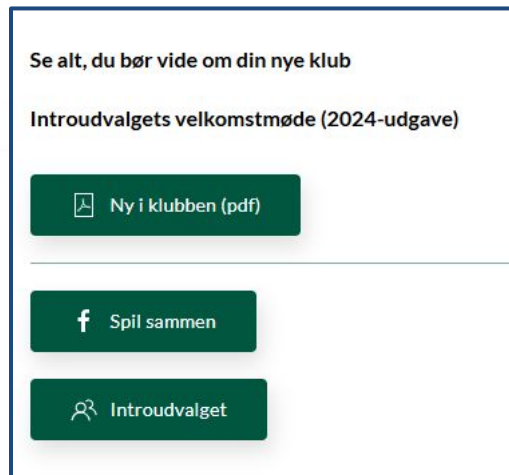 Se alt, du bør vide om din nye klub
Introudvalgets velkomstmøde (2024-udgave)
Ny i klubben (pdf)
Spil sammen
Introudvalget